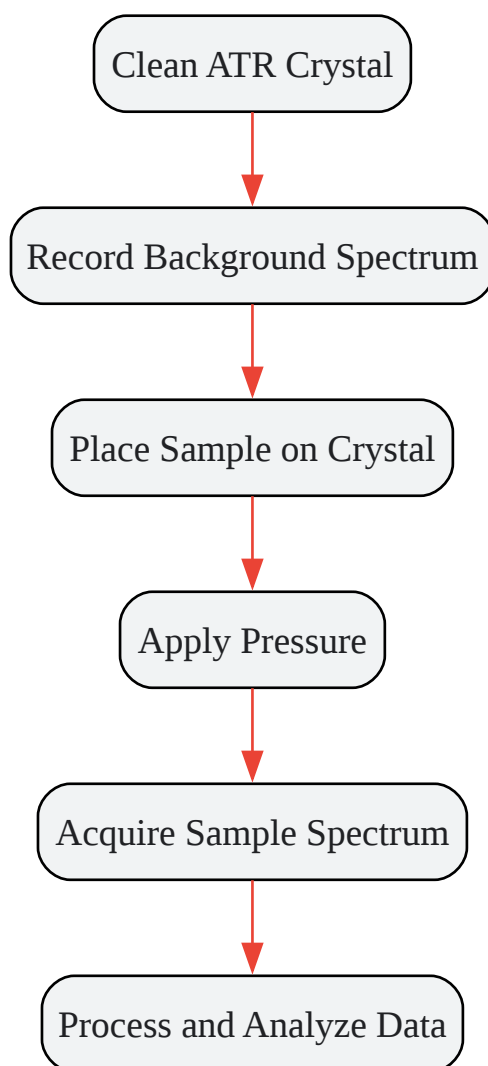 Clean ATR Crystal
Record Background Spectrum
Place Sample on Crystal
Apply Pressure
Acquire Sample Spectrum
Process and Analyze Data